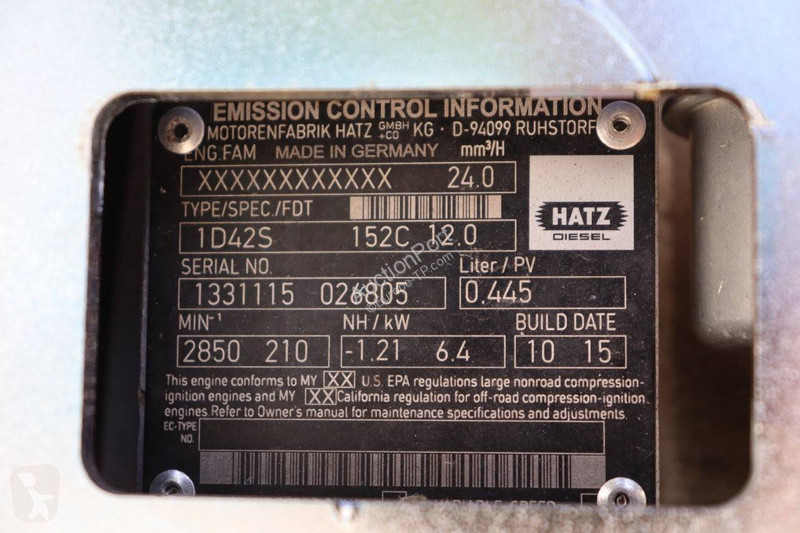 EMISSION CONTROL INFORMATION
MOTORENFABRIK HATZ GMBH +CO KG · D-94099 RUHSTORF
ENG.FAM MADE IN GERMANY mm³/H
XXXXXXXXXXXX 24.0
TYPE/SPEC./FDT
1D42S 152C 12.0
HATZ
DIESEL
SERIAL NO. Liter / PV
1331115 026805 0.445
MIN⁻¹ NH / kW BUILD DATE
2850 210 -1.21 6.4 10 15
This engine conforms to MY XX U.S. EPA regulations large nonroad compression-
ignition engines and MY XX California regulation for off-road compression-ignition
engines Refer to Owner's manual for maintenance specifications and adjustments.
EC-TYPE
NO.